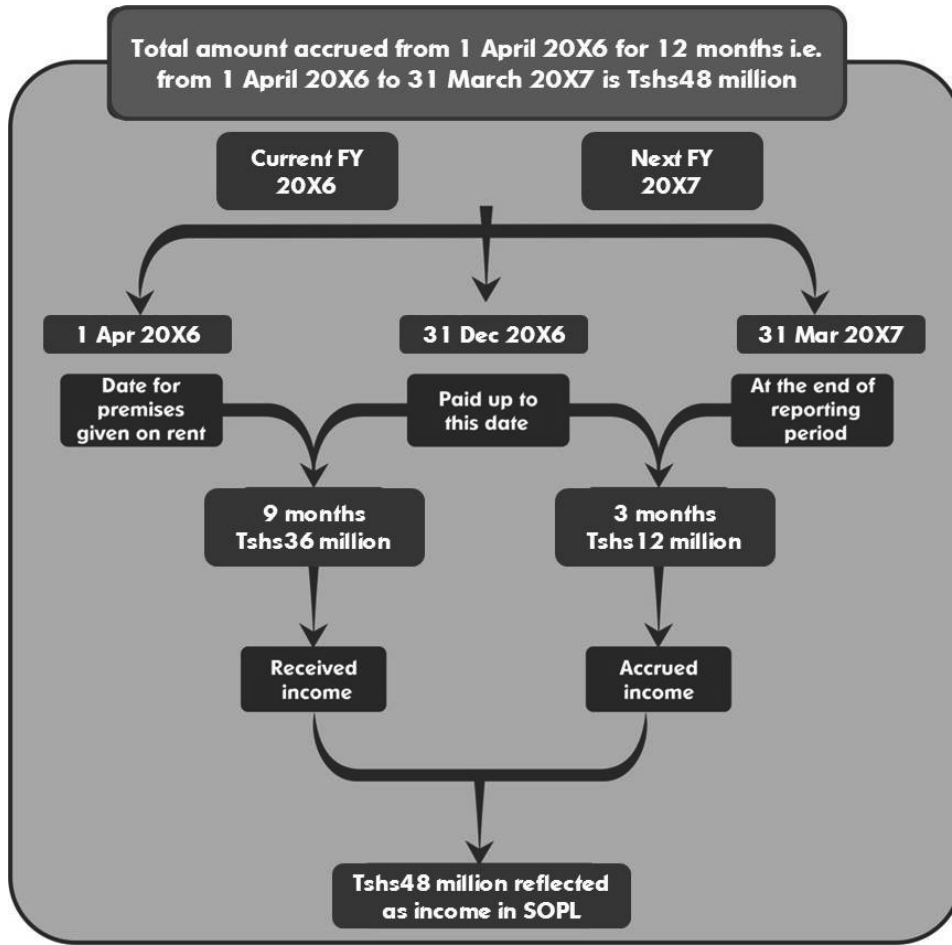 Total amount accrued from 1 April 20X6 for 12 months i.e.
from 1 April 20X6 to 31 March 20X7 is Tshs48 million
Current FY
20X6
Next FY
20X7
1 Apr 20X6
31 Dec 20X6
31 Mar 20X7
Date for
premises
given on rent
Paid up to
this date
At the end of
reporting
period
9 months
Tshs36 million
3 months
Tshs12 million
Received
income
Accrued
income
Tshs48 million reflected
as income in SOPL